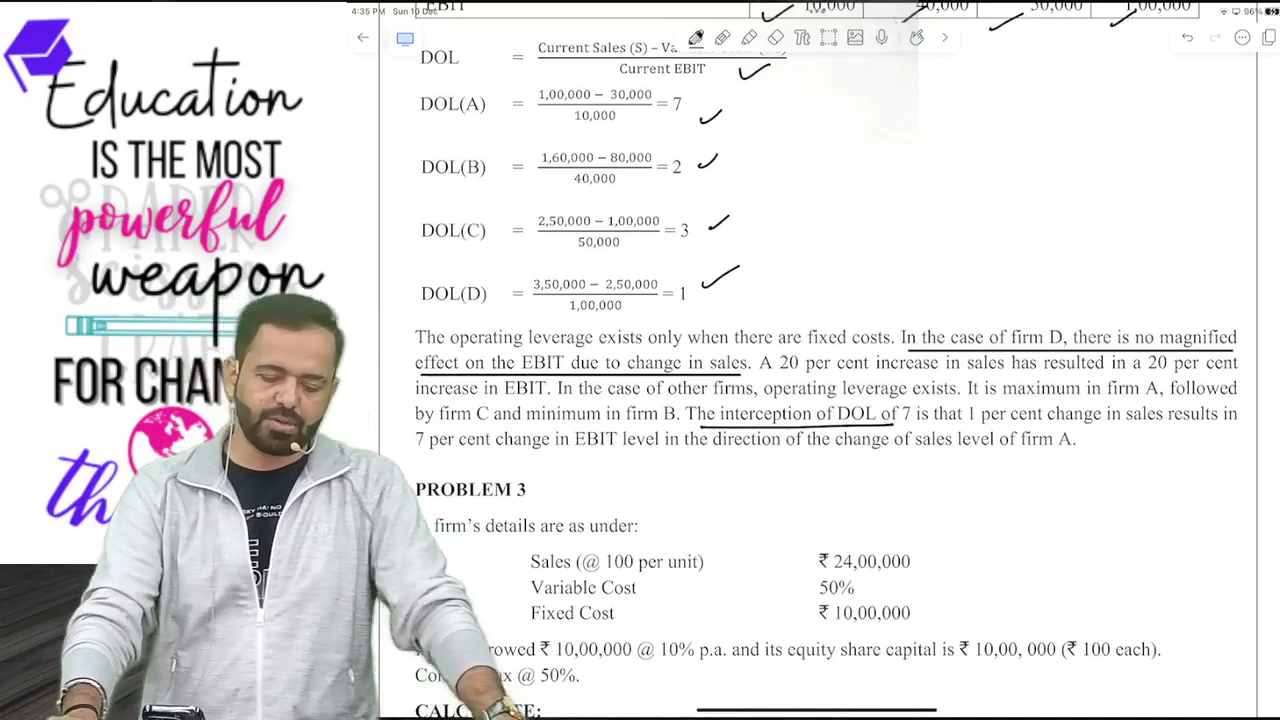 4:35 PM Sun 10 Dec
96%
EBIT 10,000 40,000 50,000 1,00,000
DOL = Current Sales (S) – Va
Current EBIT
DOL(A) = 1,00,000 − 30,000 / 10,000 = 7
DOL(B) = 1,60,000 − 80,000 / 40,000 = 2
DOL(C) = 2,50,000 − 1,00,000 / 50,000 = 3
DOL(D) = 3,50,000 − 2,50,000 / 1,00,000 = 1
The operating leverage exists only when there are fixed costs. In the case of firm D, there is no magnified
effect on the EBIT due to change in sales. A 20 per cent increase in sales has resulted in a 20 per cent
increase in EBIT. In the case of other firms, operating leverage exists. It is maximum in firm A, followed
by firm C and minimum in firm B. The interception of DOL of 7 is that 1 per cent change in sales results in
7 per cent change in EBIT level in the direction of the change of sales level of firm A.
PROBLEM 3
firm's details are as under:
Sales (@ 100 per unit) ₹ 24,00,000
Variable Cost 50%
Fixed Cost ₹ 10,00,000
rowed ₹ 10,00,000 @ 10% p.a. and its equity share capital is ₹ 10,00, 000 (₹ 100 each).
x @ 50%.
Education
IS THE MOST
powerful
weapon
FOR CHAN
th